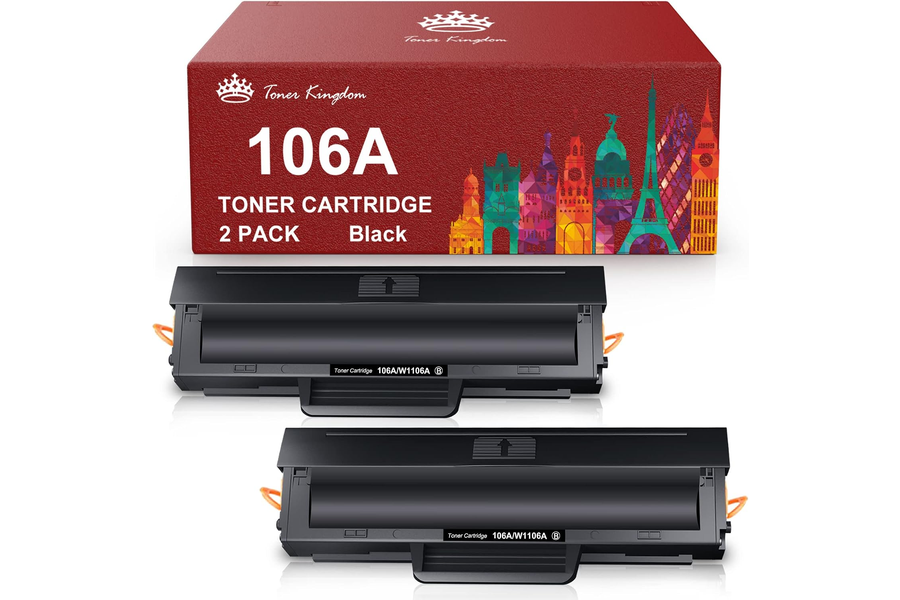 Toner Kingdom
Toner Kingdom
106A
TONER CARTRIDGE
2 PACK Black
Toner Cartridge 106A/W1106A B
Toner Cartridge 106A/W1106A B